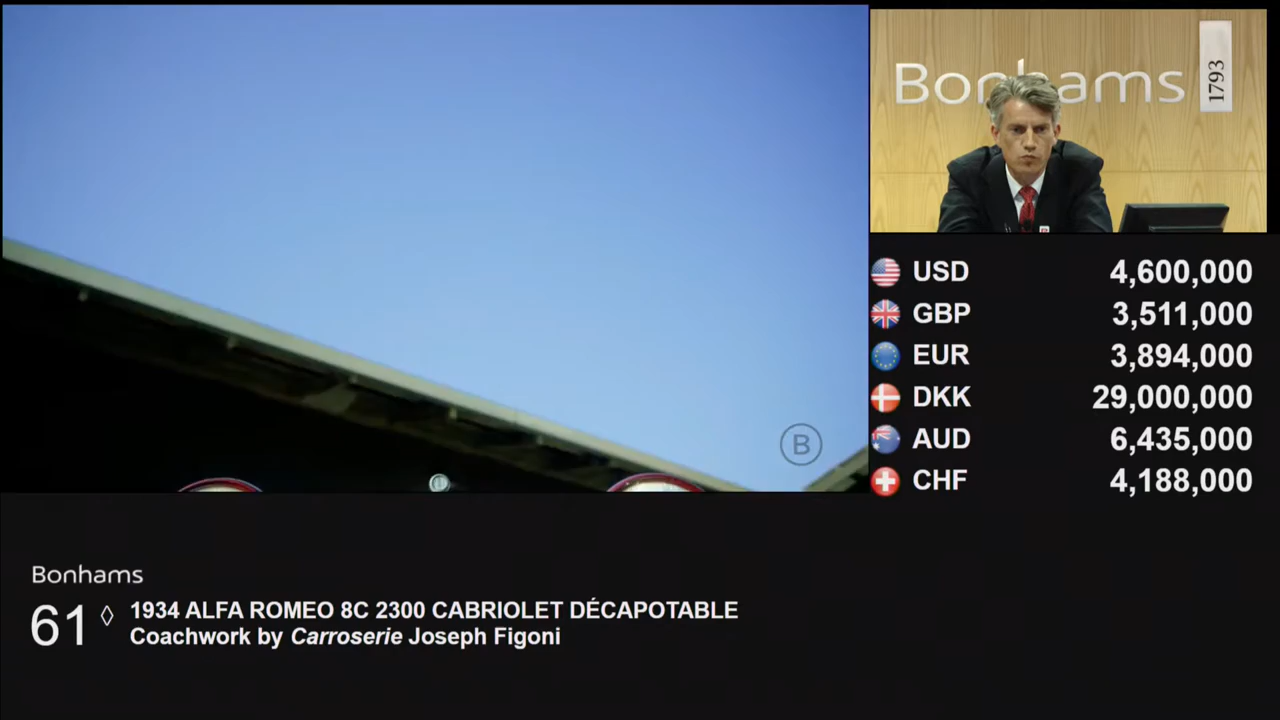 Bonhams
1793
USD 4,600,000
GBP 3,511,000
EUR 3,894,000
DKK 29,000,000
AUD 6,435,000
CHF 4,188,000
B
Bonhams
61 ◊ 1934 ALFA ROMEO 8C 2300 CABRIOLET DÉCAPOTABLE
Coachwork by Carroserie Joseph Figoni